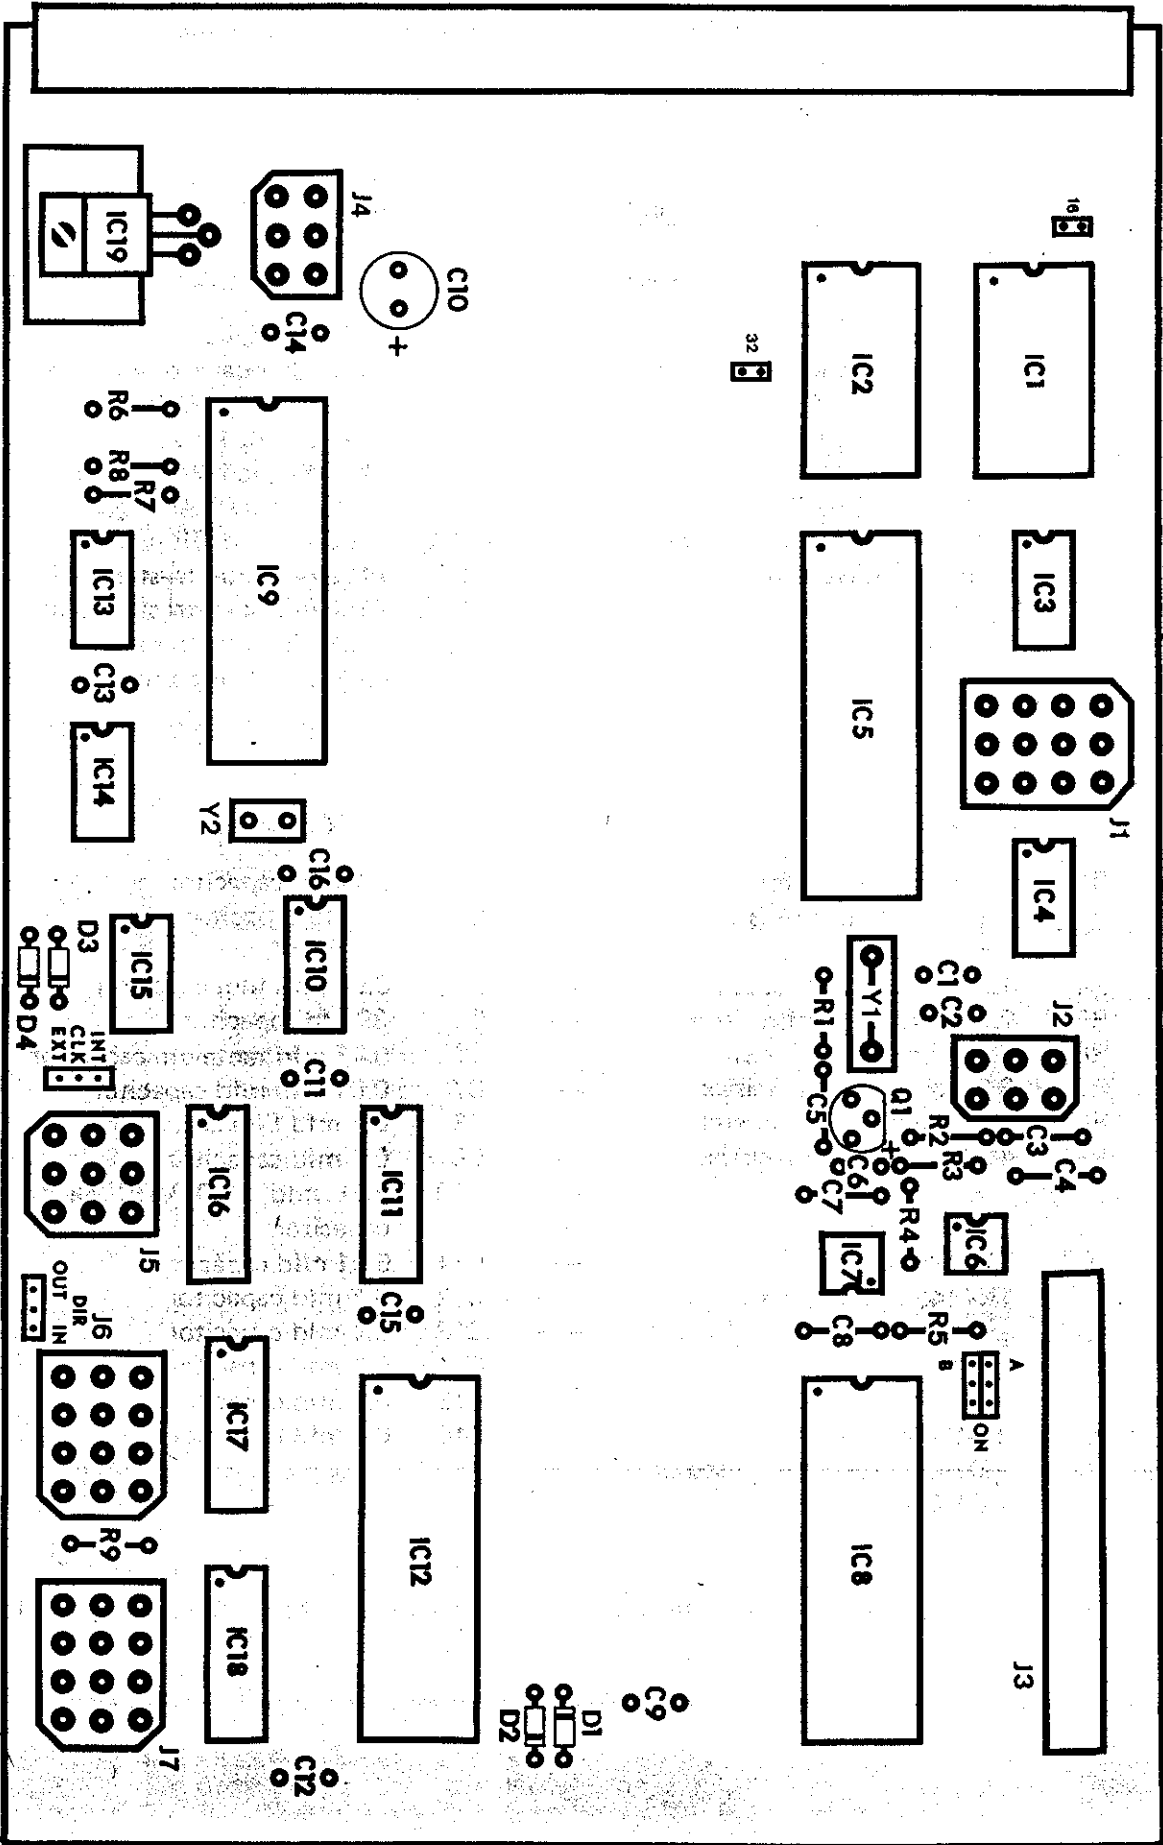 J4
IC19
C10
+
C14
16
IC2
IC1
32
R6
R8
R7
IC9
IC13
IC3
C13
IC5
IC14
J1
Y2
C16
IC4
D3
IC15
IC10
D4
INT
CLK
EXT
C11
C1
C2
J2
R1
Y1
C5
Q1
+
R2
C3
R3
C4
C6
C7
R4
IC16
IC11
IC7
IC6
J5
C15
C8
R5
OUT
DIR
IN
J6
B
A
ON
IC17
IC12
IC8
R9
IC18
J3
D2
D1
C9
J7
C12